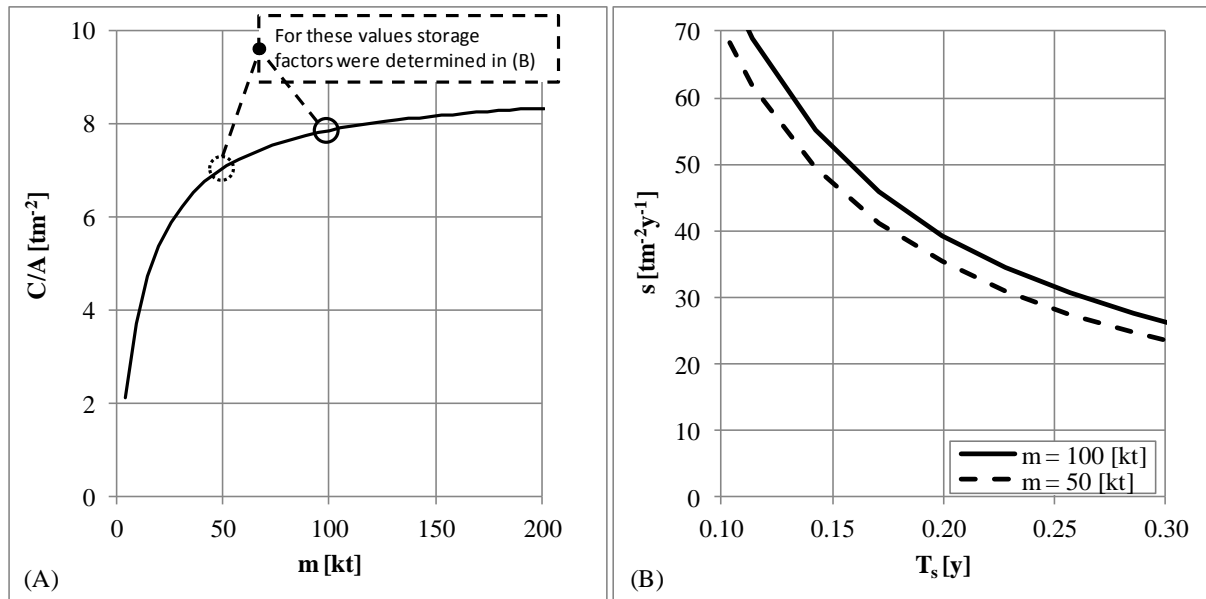 For these values storage
factors were determined in (B)
10
8
6
4
2
0
C/A [tm⁻²]
0 50 100 150 200
m [kt]
(A)
70
60
50
40
30
20
10
0
s [tm⁻²y⁻¹]
m = 100 [kt]
m = 50 [kt]
0.10 0.15 0.20 0.25 0.30
Tₛ [y]
(B)